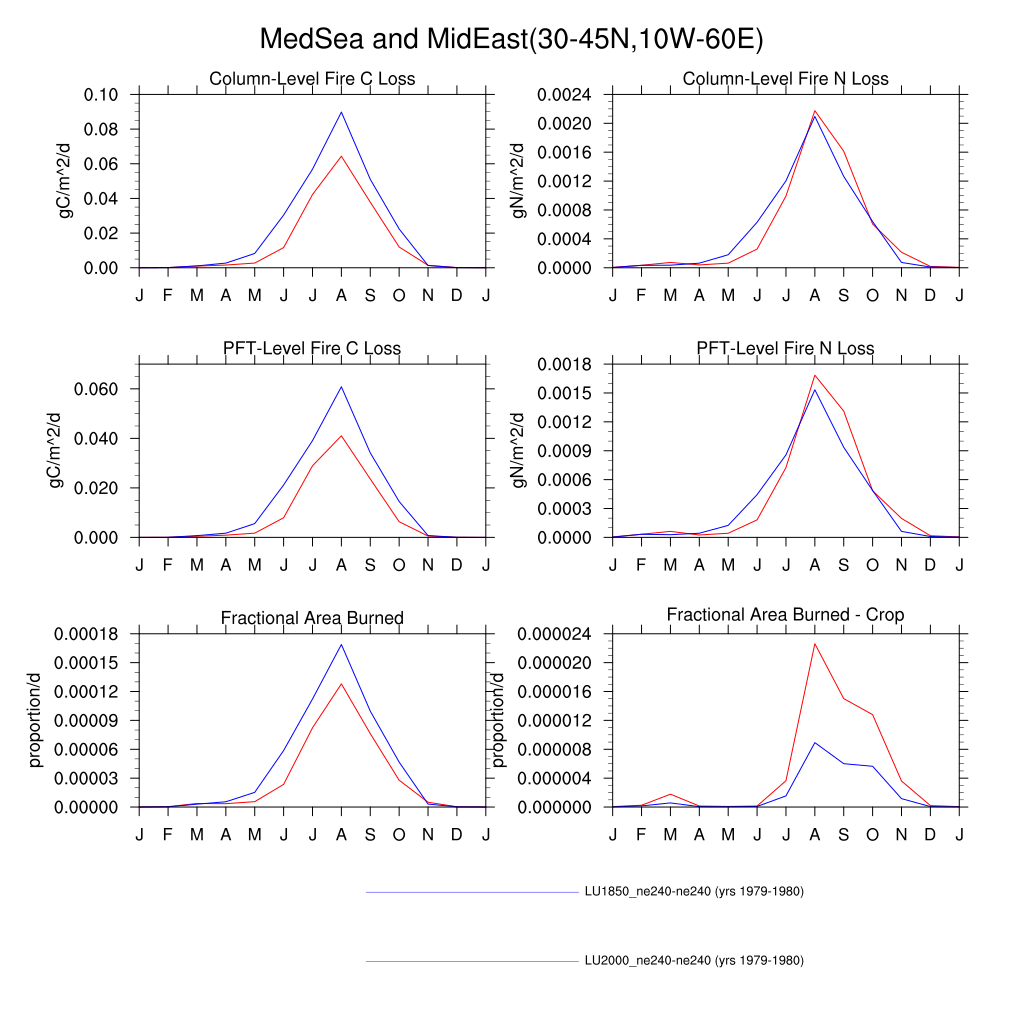 MedSea and MidEast(30-45N,10W-60E)
Column-Level Fire C Loss
gC/m^2/d
0.10
0.08
0.06
0.04
0.02
0.00
J F M A M J J A S O N D J
Column-Level Fire N Loss
gN/m^2/d
0.0024
0.0020
0.0016
0.0012
0.0008
0.0004
0.0000
J F M A M J J A S O N D J
PFT-Level Fire C Loss
gC/m^2/d
0.060
0.040
0.020
0.000
J F M A M J J A S O N D J
PFT-Level Fire N Loss
gN/m^2/d
0.0018
0.0015
0.0012
0.0009
0.0006
0.0003
0.0000
J F M A M J J A S O N D J
Fractional Area Burned
proportion/d
0.00018
0.00015
0.00012
0.00009
0.00006
0.00003
0.00000
J F M A M J J A S O N D J
Fractional Area Burned - Crop
proportion/d
0.000024
0.000020
0.000016
0.000012
0.000008
0.000004
0.000000
J F M A M J J A S O N D J
LU1850_ne240-ne240 (yrs 1979-1980)
LU2000_ne240-ne240 (yrs 1979-1980)